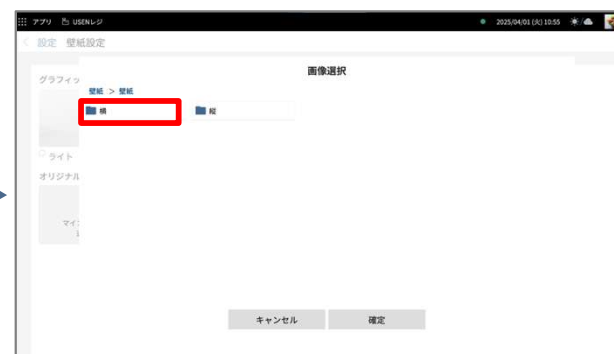 アプリ USENレジ 2025/04/01 (火) 10:55
設定 壁紙設定
画像選択
グラフィッ
壁紙 > 壁紙
横 縦
ライト
オリジナル
マイ
キャンセル 確定